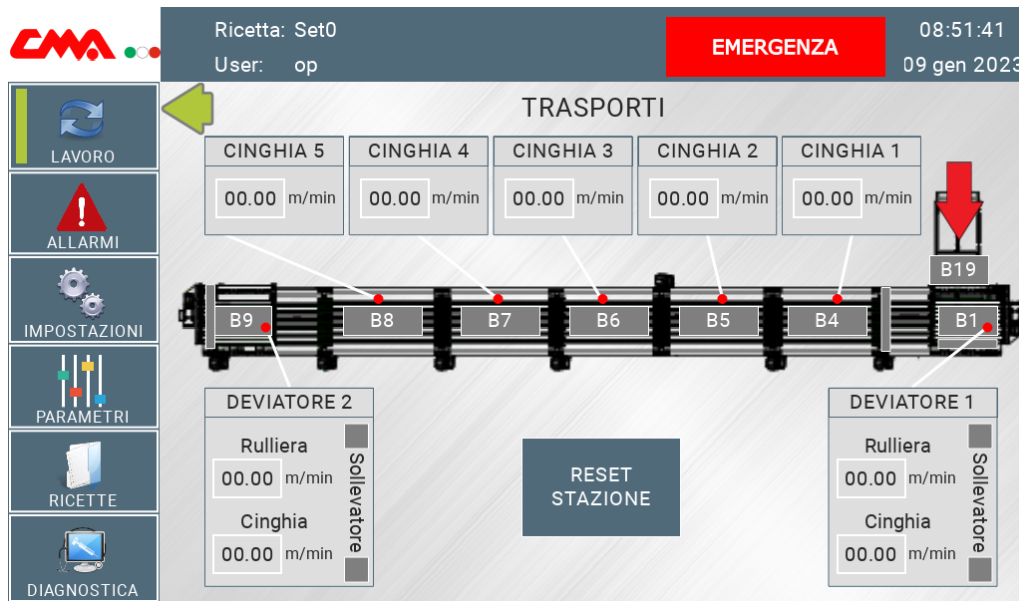 CMA
Ricetta: Set0
User: op
EMERGENZA
08:51:41
09 gen 2023
LAVORO
ALLARMI
IMPOSTAZIONI
PARAMETRI
RICETTE
DIAGNOSTICA
TRASPORTI
CINGHIA 5
00.00 m/min
CINGHIA 4
00.00 m/min
CINGHIA 3
00.00 m/min
CINGHIA 2
00.00 m/min
CINGHIA 1
00.00 m/min
B19
B9 B8 B7 B6 B5 B4 B1
DEVIATORE 2
Rulliera
00.00 m/min
Cinghia
00.00 m/min
Sollevatore
RESET
STAZIONE
DEVIATORE 1
Rulliera
00.00 m/min
Cinghia
00.00 m/min
Sollevatore